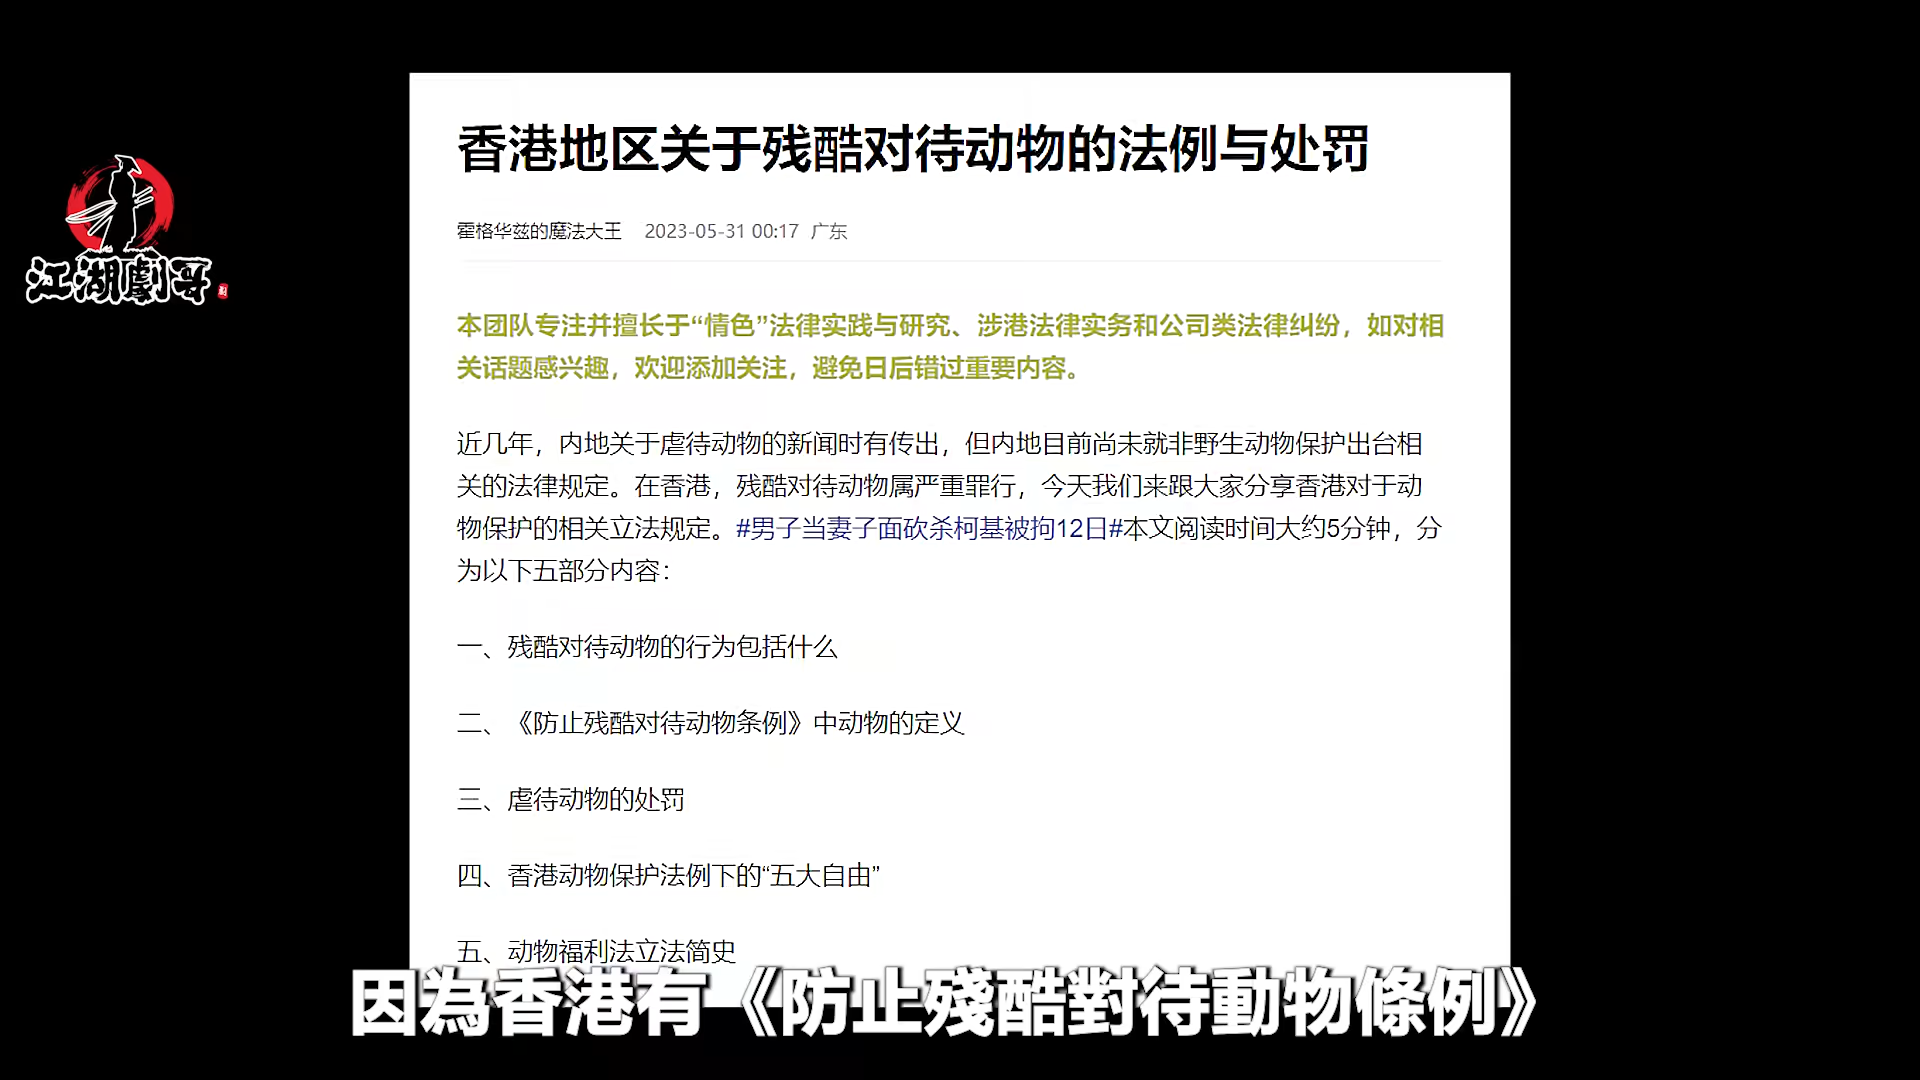 香港地区关于残酷对待动物的法例与处罚
霍格华兹的魔法大王 2023-05-31 00:17 广东
江湖劇哥
本团队专注并擅长于“情色”法律实践与研究、涉港法律实务和公司类法律纠纷，如对相
关话题感兴趣，欢迎添加关注，避免日后错过重要内容。
近几年，内地关于虐待动物的新闻时有传出，但内地目前尚未就非野生动物保护出台相
关的法律规定。在香港，残酷对待动物属严重罪行，今天我们来跟大家分享香港对于动
物保护的相关立法规定。#男子当妻子面砍杀柯基被拘12日#本文阅读时间大约5分钟，分
为以下五部分内容：
一、残酷对待动物的行为包括什么
二、《防止残酷对待动物条例》中动物的定义
三、虐待动物的处罚
四、香港动物保护法例下的“五大自由”
五、动物福利法立法简史
因為香港有《防止殘酷對待動物條例》